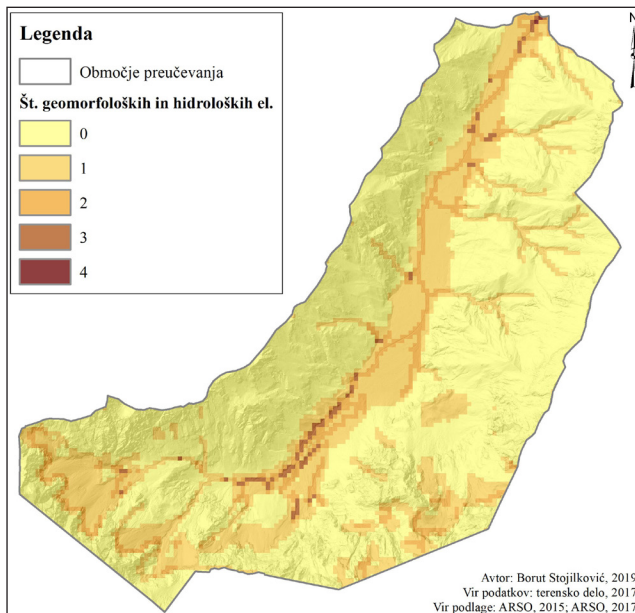 Legenda
Območje preučevanja
Št. geomorfoloških in hidroloških el.
0
1
2
3
4
N
Avtor: Borut Stojilković, 2019
Vir podatkov: terensko delo, 2017
Vir podlage: ARSO, 2015; ARSO, 2017